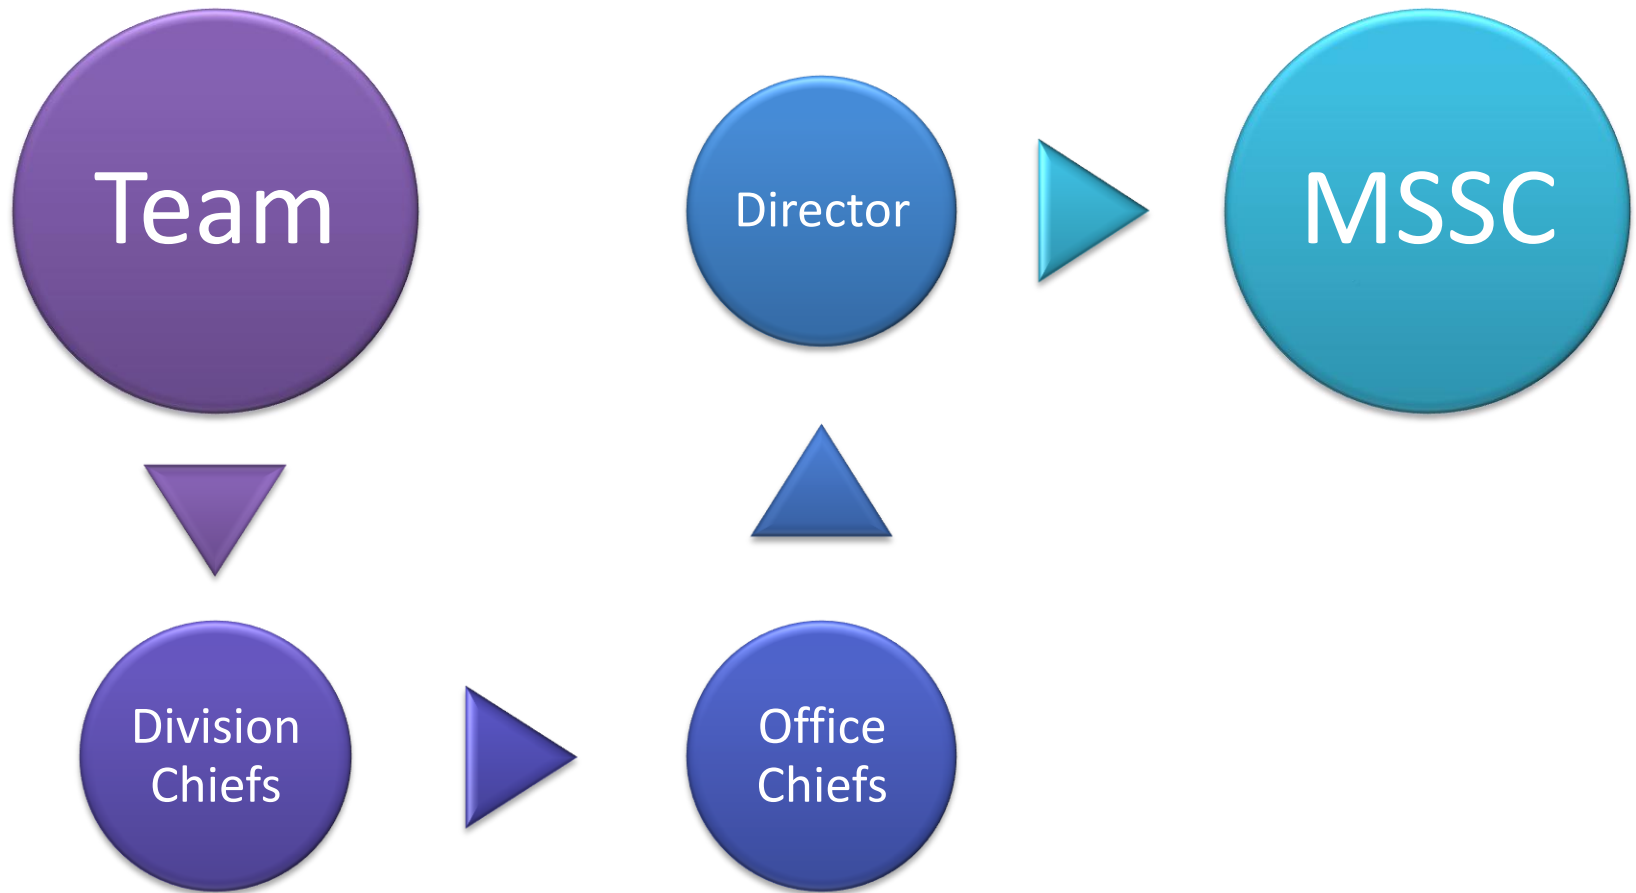 Team
Division
Chiefs
Office
Chiefs
Director
MSSC